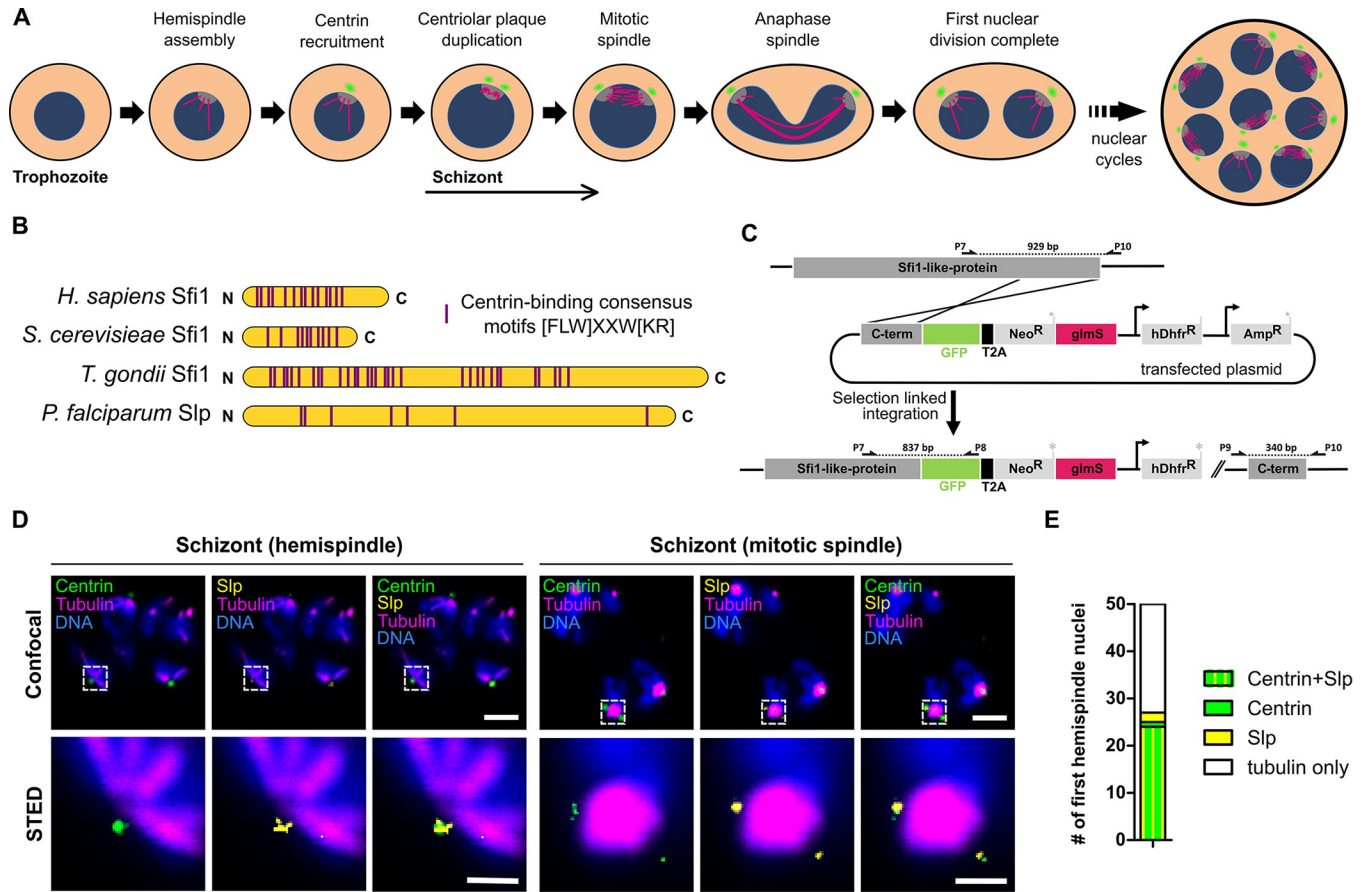 A
Hemispindle
assembly
Centrin
recruitment
Centriolar plaque
duplication
Mitotic
spindle
Anaphase
spindle
First nuclear
division complete
Trophozoite
Schizont
nuclear
cycles
B
H. sapiens Sfi1
N
C
S. cerevisieae Sfi1
N
C
T. gondii Sfi1
N
C
P. falciparum Slp
N
C
Centrin-binding consensus
motifs [FLW]XXW[KR]
C
P7
929 bp
P10
Sfi1-like-protein
C-term
GFP
T2A
NeoR
*
glmS
hDhfrR
AmpR
*
transfected plasmid
Selection linked
integration
P7
837 bp
P8
Sfi1-like-protein
GFP
T2A
NeoR
*
glmS
hDhfrR
*
P9
340 bp
P10
C-term
D
Schizont (hemispindle)
Schizont (mitotic spindle)
Confocal
Centrin
Tubulin
DNA
Slp
Tubulin
DNA
Centrin
Slp
Tubulin
DNA
Centrin
Tubulin
DNA
Slp
Tubulin
DNA
Centrin
Slp
Tubulin
DNA
STED
E
# of first hemispindle nuclei
50
40
30
20
10
0
Centrin+Slp
Centrin
Slp
tubulin only